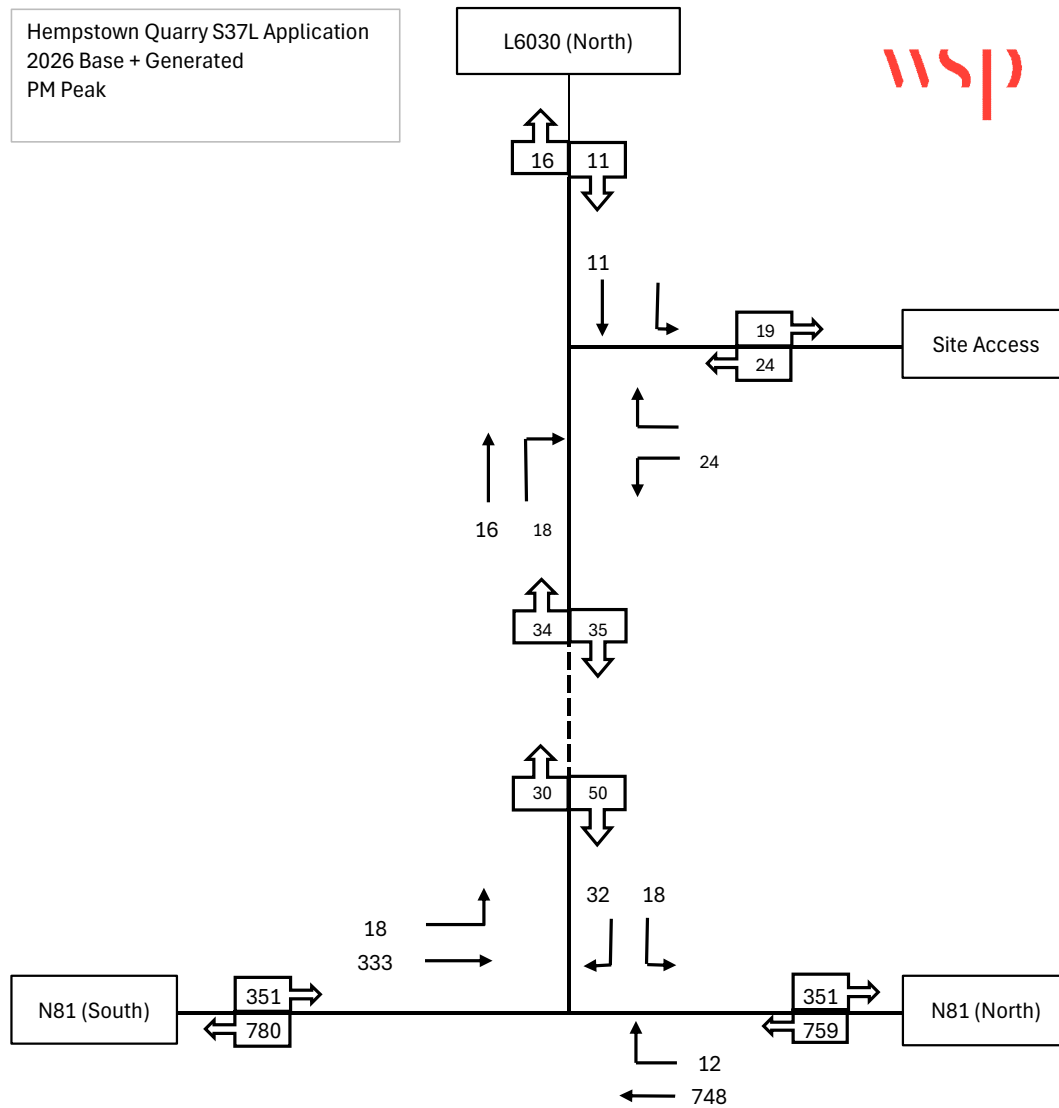 Hempstown Quarry S37L Application
2026 Base + Generated
PM Peak
L6030 (North)
wsp
16 11
11
19
24
Site Access
24
16 18
34 35
30 50
32 18
18
333
N81 (South)
351
780
351
759
N81 (North)
12
748